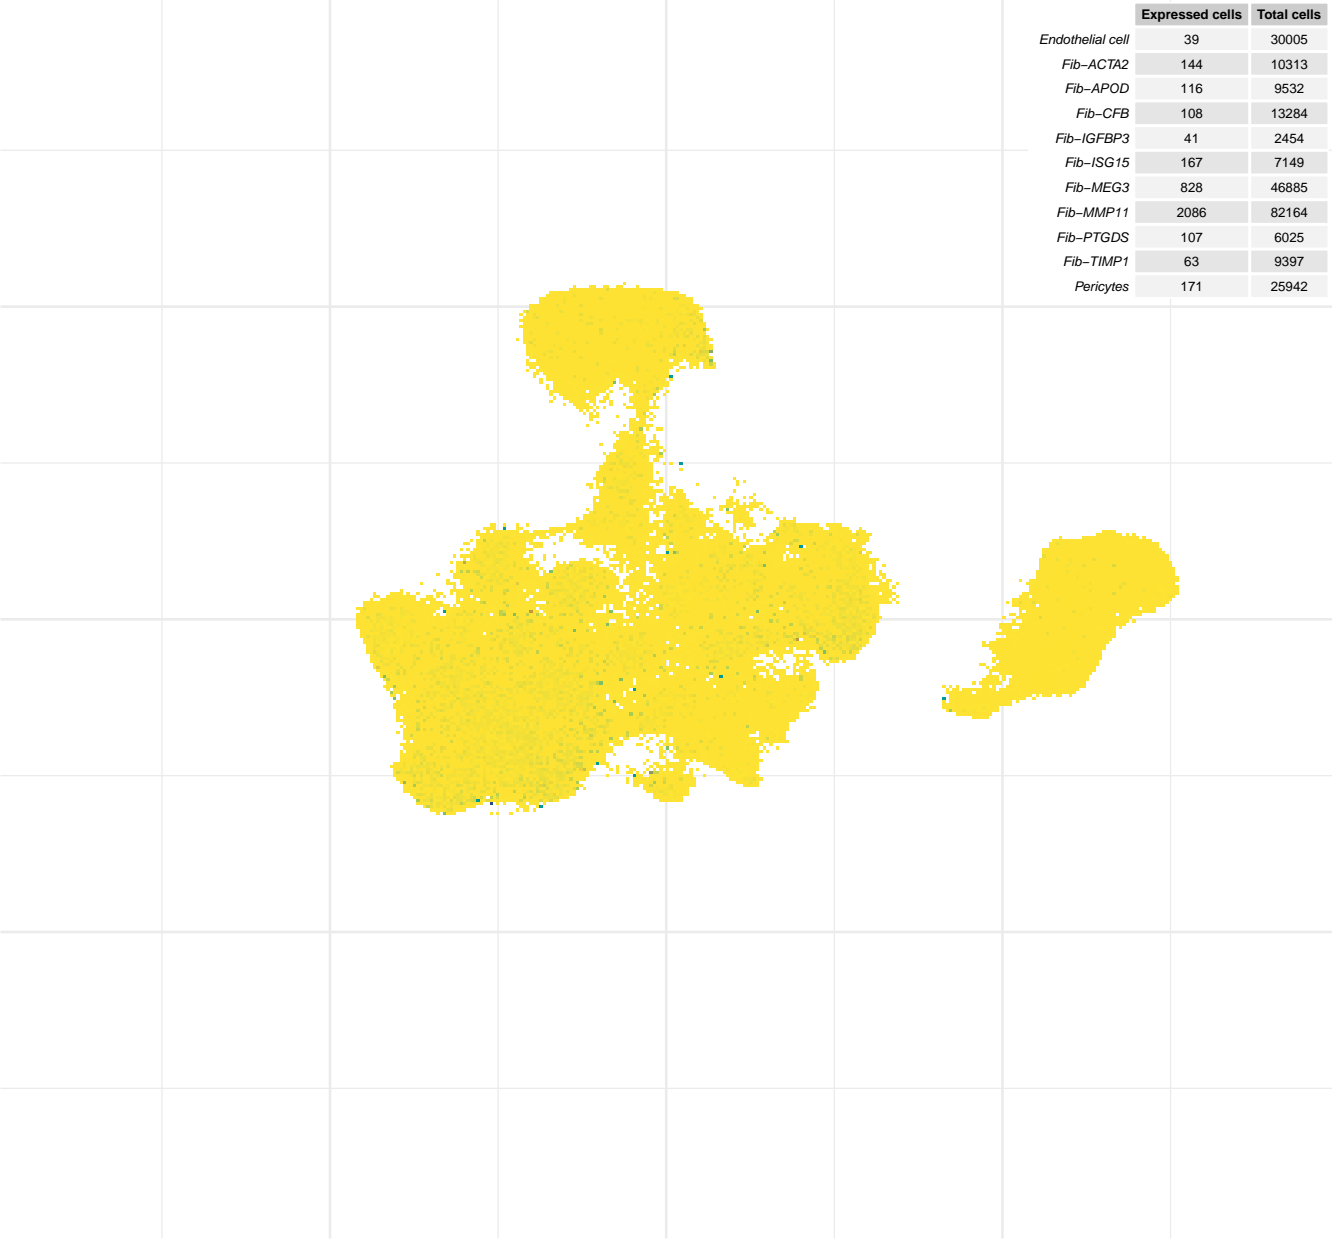 Expressed cells Total cells
Endothelial cell 39 30005
Fib−ACTA2 144 10313
Fib−APOD 116 9532
Fib−CFB 108 13284
Fib−IGFBP3 41 2454
Fib−ISG15 167 7149
Fib−MEG3 828 46885
Fib−MMP11 2086 82164
Fib−PTGDS 107 6025
Fib−TIMP1 63 9397
Pericytes 171 25942